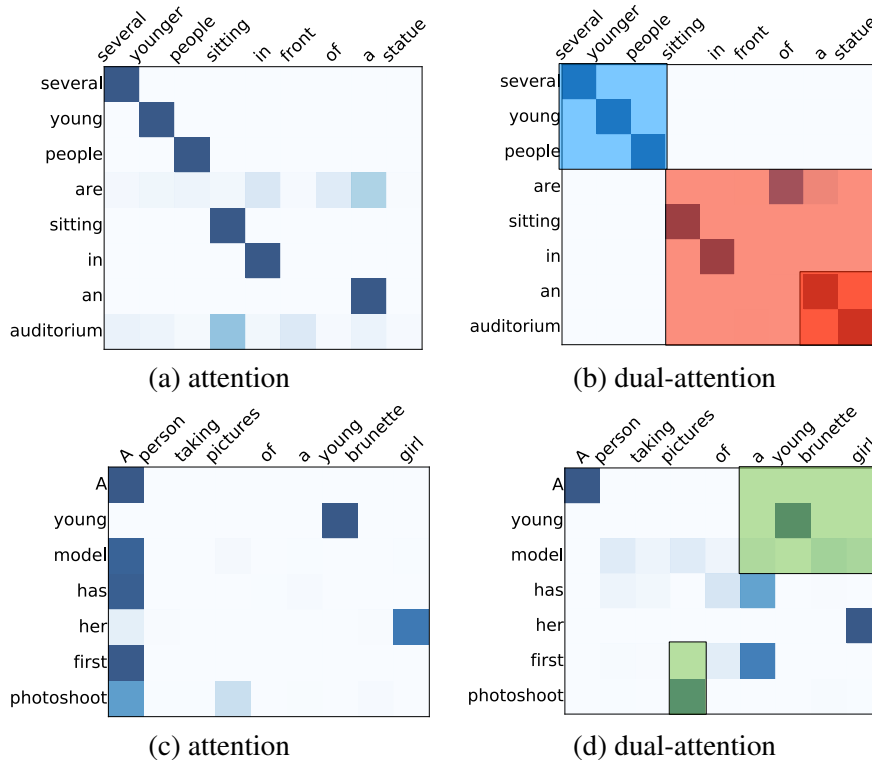 several younger people sitting in front of a statue
several younger people sitting in front of a statue
several
young
people
are
sitting
in
an
auditorium
several
young
people
are
sitting
in
an
auditorium
(a) attention
(b) dual-attention
A person taking pictures of a young brunette girl
A person taking pictures of a young brunette girl
A
young
model
has
her
first
photoshoot
A
young
model
has
her
first
photoshoot
(c) attention
(d) dual-attention